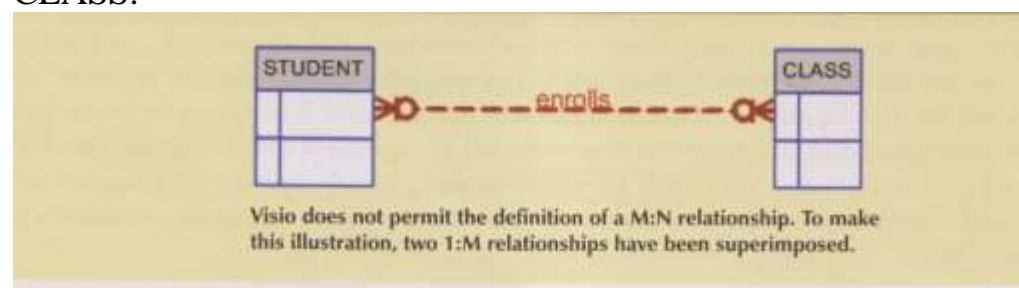 CLASS.
STUDENT
CLASS
enrolls
Visio does not permit the definition of a M:N relationship. To make
this illustration, two 1:M relationships have been superimposed.